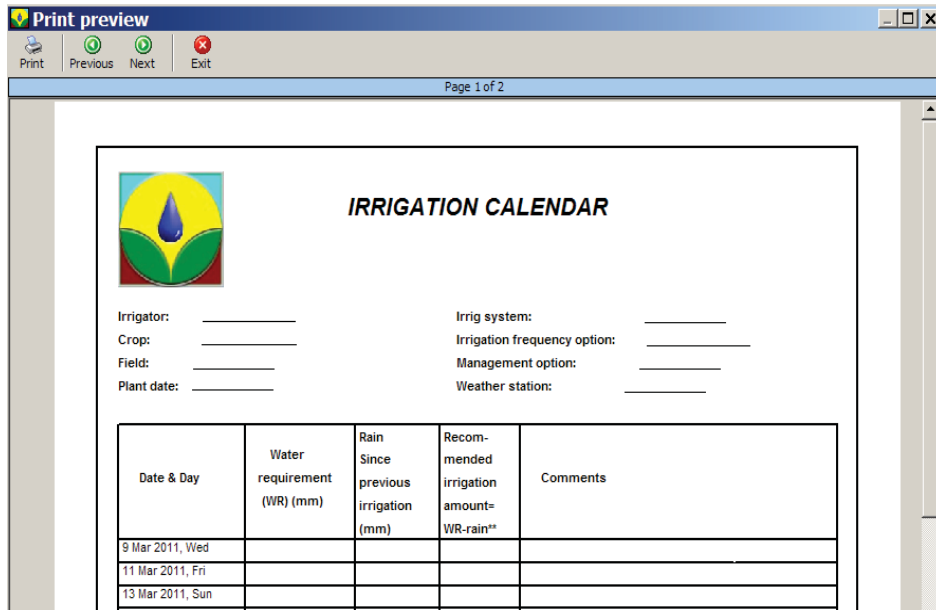 Print preview
Print Previous Next Exit
Page 1 of 2
IRRIGATION CALENDAR
Irrigator:
Crop:
Field:
Plant date:
Irrig system:
Irrigation frequency option:
Management option:
Weather station:
Date & Day
Water
requirement
(WR) (mm)
Rain
Since
previous
irrigation
(mm)
Recom-
mended
irrigation
amount=
WR-rain**
Comments
9 Mar 2011, Wed
11 Mar 2011, Fri
13 Mar 2011, Sun